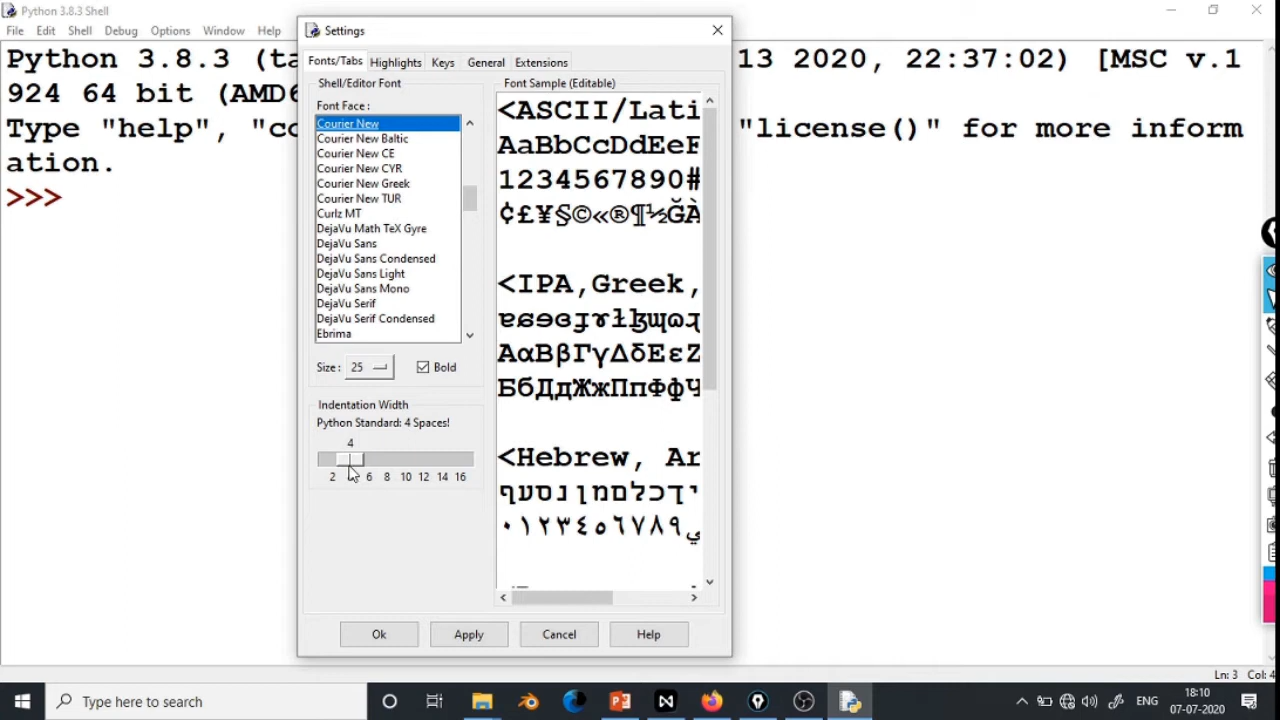 Python 3.8.3 Shell
File Edit Shell Debug Options Window Help
Python 3.8.3 (ta 13 2020, 22:37:02) [MSC v.1
924 64 bit (AMD6
Type "help", "co "license()" for more inform
ation.
>>>
Settings
Fonts/Tabs Highlights Keys General Extensions
Shell/Editor Font
Font Face :
Courier New
Courier New Baltic
Courier New CE
Courier New CYR
Courier New Greek
Courier New TUR
Curlz MT
DejaVu Math TeX Gyre
DejaVu Sans
DejaVu Sans Condensed
DejaVu Sans Light
DejaVu Sans Mono
DejaVu Serif
DejaVu Serif Condensed
Ebrima
Size : 25 Bold
Indentation Width
Python Standard: 4 Spaces!
4
2 6 8 10 12 14 16
Font Sample (Editable)
<ASCII/Lati
AaBbCcDdEeF
1234567890#
¢£¥§©«®¶½ĞÀ
<IPA,Greek,
ΑαΒβΓγΔδΕεΖ
БбДдЖжПпФфЧ
<Hebrew, Ar
ךכלםמןנסעף
٠١٢٣٤٥٦٧٨٩
Ok Apply Cancel Help
Ln: 3 Col: 4
Type here to search
ENG
18:10
07-07-2020